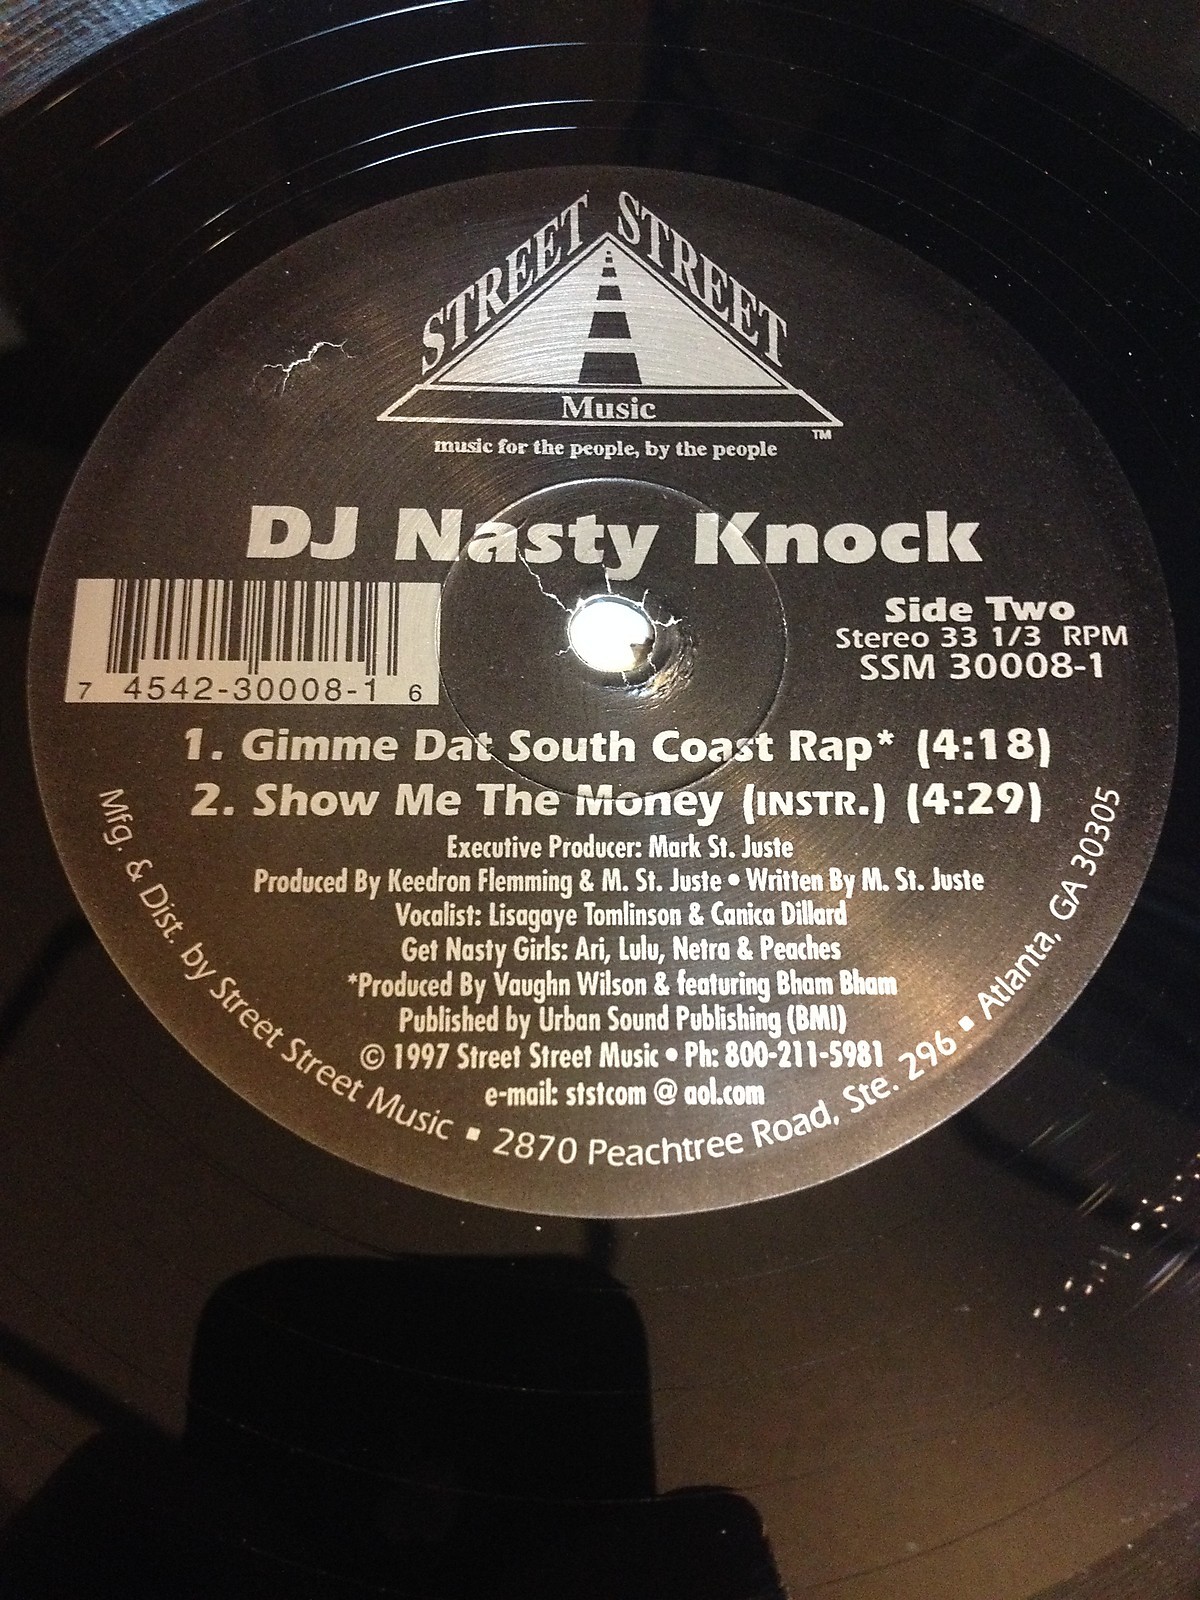 STREET STREET
Music
TM
music for the people, by the people
DJ Nasty Knock
7 4542-30008-1 6
Side Two
Stereo 33 1/3 RPM
SSM 30008-1
1. Gimme Dat South Coast Rap* (4:18)
2. Show Me The Money (INSTR.) (4:29)
Executive Producer: Mark St. Juste
Produced By Keedron Flemming & M. St. Juste • Written By M. St. Juste
Vocalist: Lisagaye Tomlinson & Canica Dillard
Get Nasty Girls: Ari, Lulu, Netra & Peaches
*Produced By Vaughn Wilson & featuring Bham Bham
Published by Urban Sound Publishing (BMI)
© 1997 Street Street Music • Ph: 800-211-5981
e-mail: ststcom @ aol.com
Mfg. & Dist. by Street Street Music ▪ 2870 Peachtree Road, Ste. 296 ▪ Atlanta, GA 30305